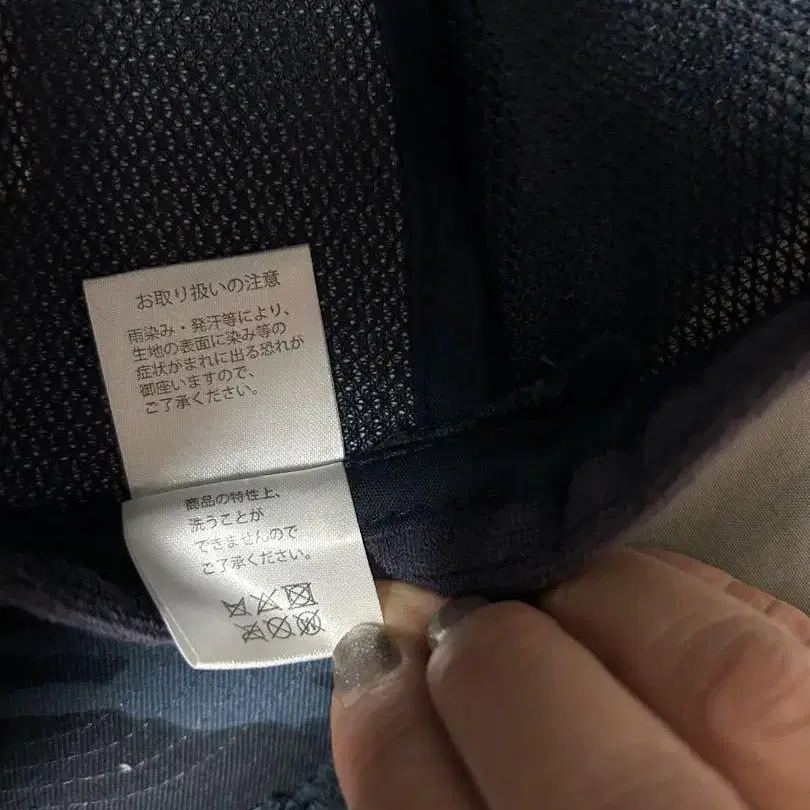 お取り扱いの注意
雨染み・発汗等により、
生地の表面に染み等の
症状がまれに出る恐れが
御座いますので、
ご了承ください。
商品の特性上、
洗うことが
できませんので
ご了承ください。